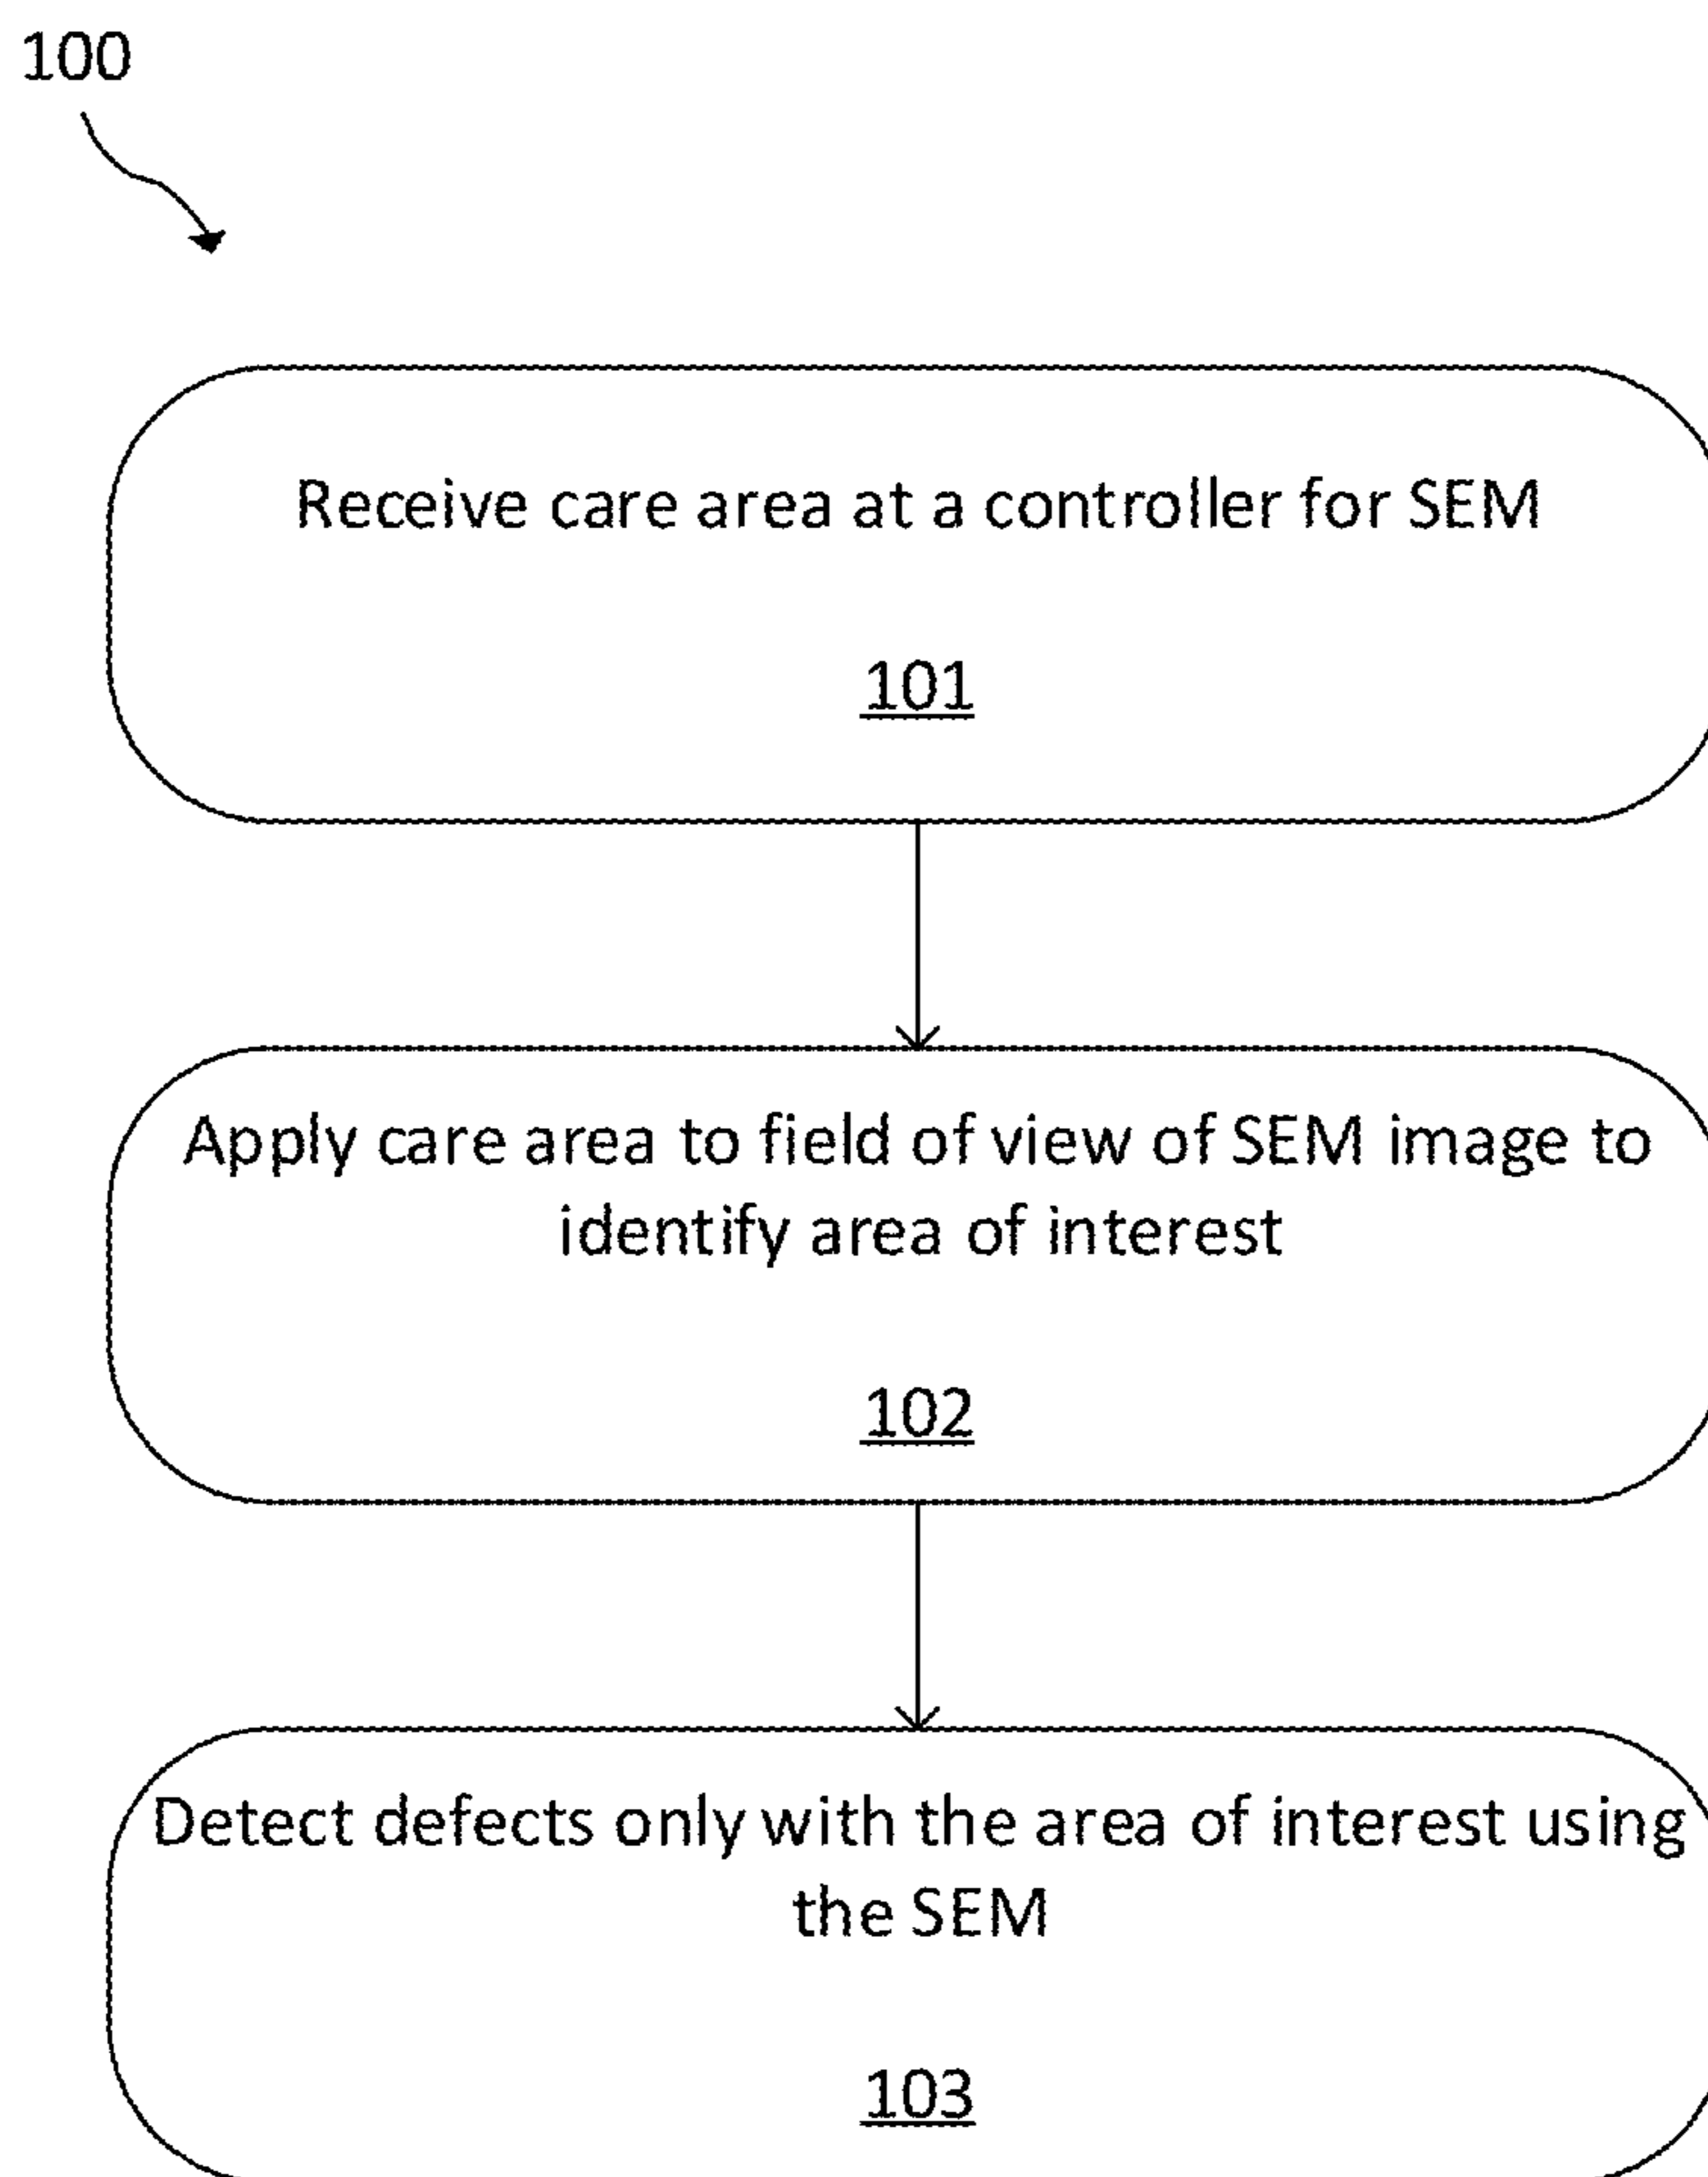 100
Receive care area at a controller for SEM
101
Apply care area to field of view of SEM image to
identify area of interest
102
Detect defects only with the area of interest using
the SEM
103